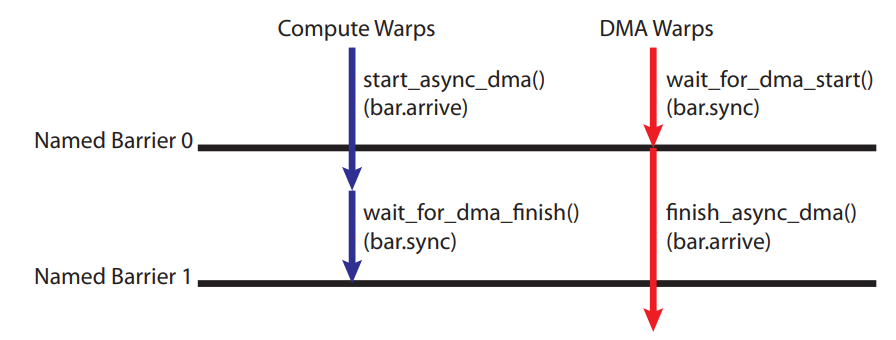 Compute Warps
DMA Warps
start_async_dma()
(bar.arrive)
wait_for_dma_start()
(bar.sync)
Named Barrier 0
wait_for_dma_finish()
(bar.sync)
finish_async_dma()
(bar.arrive)
Named Barrier 1